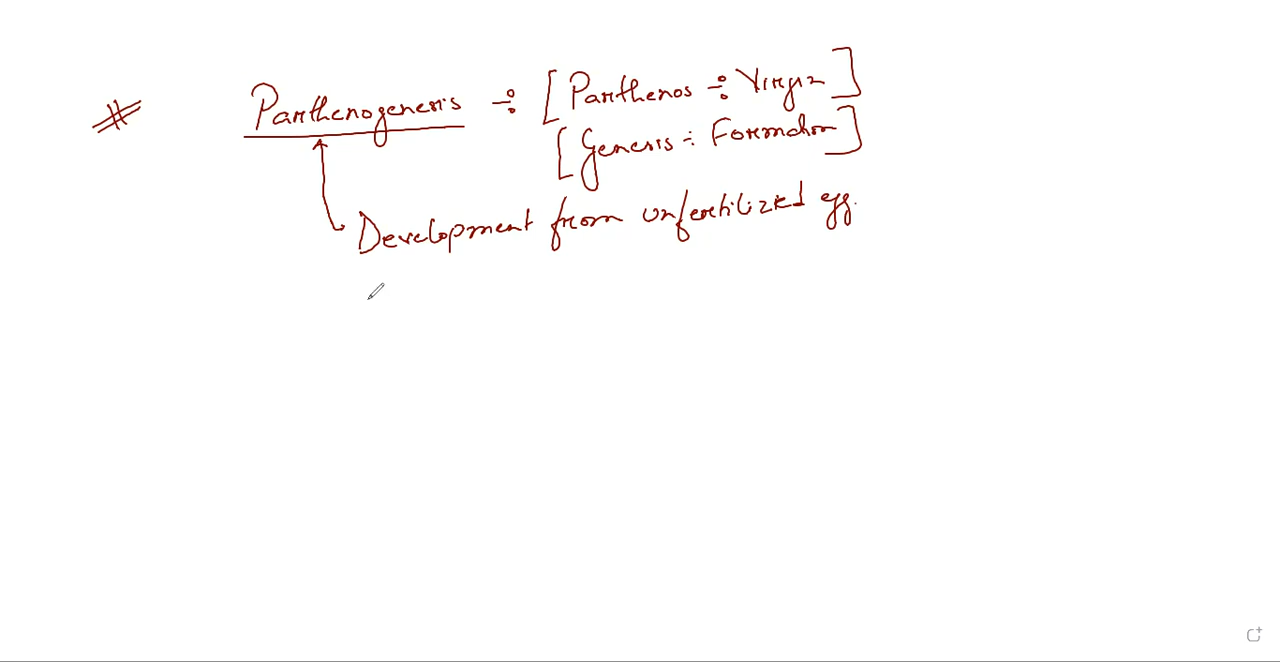 # Parthenogenesis ÷ [Parthenos ÷ Virgin]
[Genesis ÷ Formation]
Development from unfertilized egg.